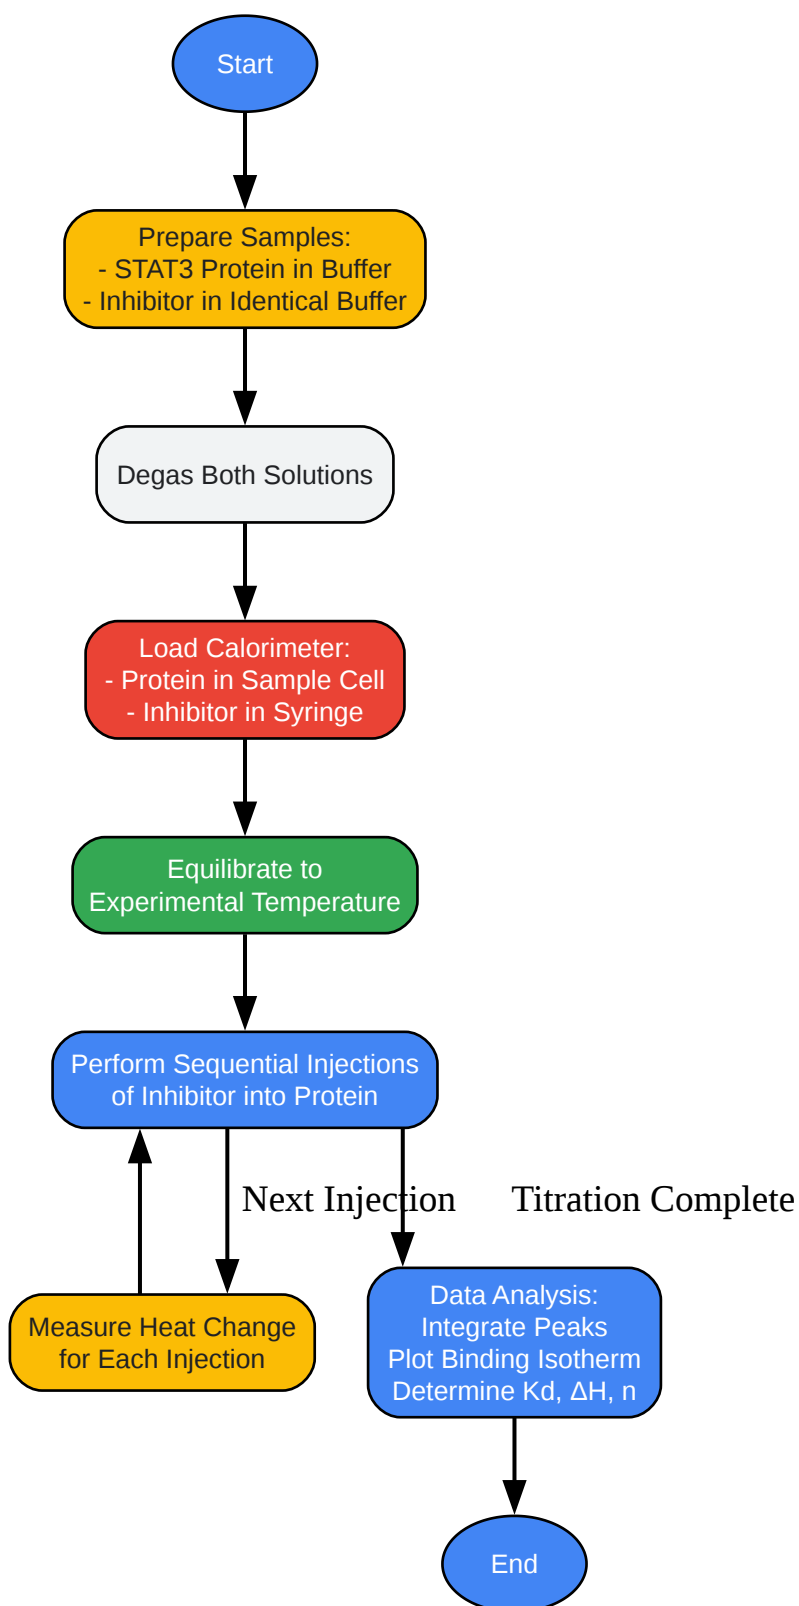 Start
Prepare Samples:
- STAT3 Protein in Buffer
- Inhibitor in Identical Buffer
Degas Both Solutions
Load Calorimeter:
- Protein in Sample Cell
- Inhibitor in Syringe
Equilibrate to
Experimental Temperature
Perform Sequential Injections
of Inhibitor into Protein
Next Injection
Titration Complete
Measure Heat Change
for Each Injection
Data Analysis:
Integrate Peaks
Plot Binding Isotherm
Determine Kd, ΔH, n
End